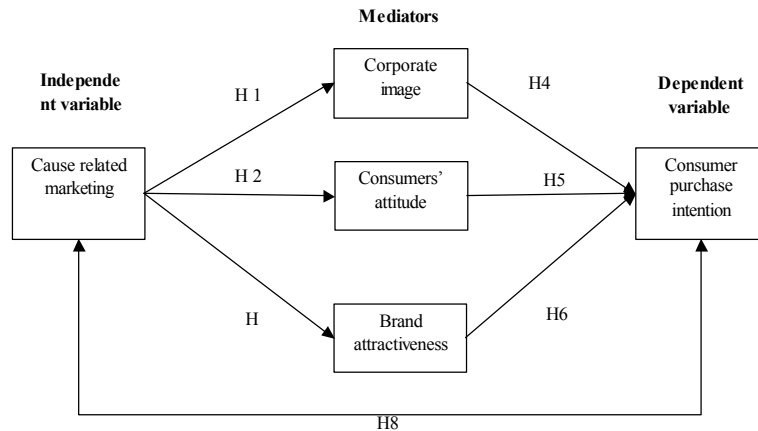 Mediators
Independe
nt variable
Dependent
variable
Corporate
image
H 1
H4
Cause related
marketing
H 2
Consumers’
attitude
H5
Consumer
purchase
intention
H
Brand
attractiveness
H6
H8